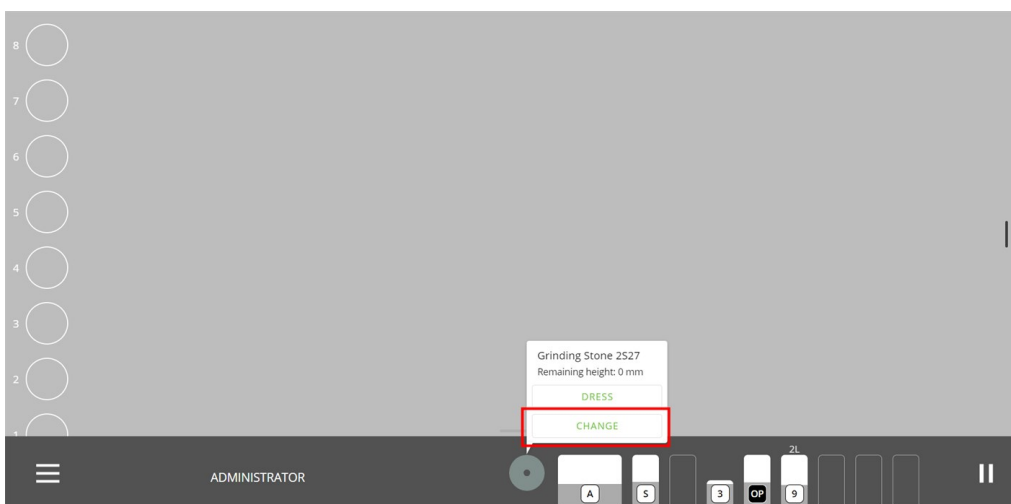 8
7
6
5
4
3
2
1
Grinding Stone 2S27
Remaining height: 0 mm
DRESS
CHANGE
ADMINISTRATOR
2L
A
S
3
OP
9